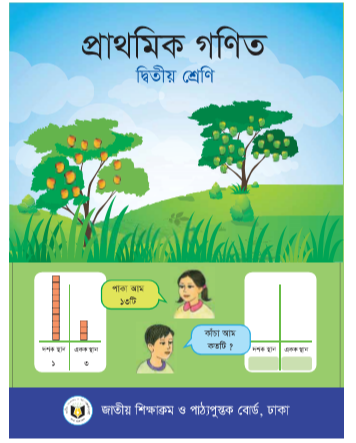 প্রাথমিক গণিত
দ্বিতীয় শ্রেণি
পাকা আম
১৩টি
কাঁচা আম
কতটি ?
দশক স্থান একক স্থান
১ ৩
দশক স্থান একক স্থান
জাতীয় শিক্ষাক্রম ও পাঠ্যপুস্তক বোর্ড, ঢাকা